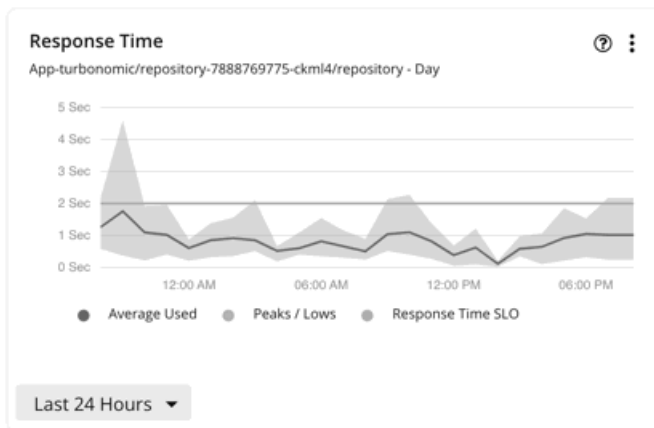 Response Time
App-turbonomic/repository-7888769775-ckml4/repository - Day
5 Sec
4 Sec
3 Sec
2 Sec
1 Sec
0 Sec
12:00 AM 06:00 AM 12:00 PM 06:00 PM
Average Used Peaks / Lows Response Time SLO
Last 24 Hours